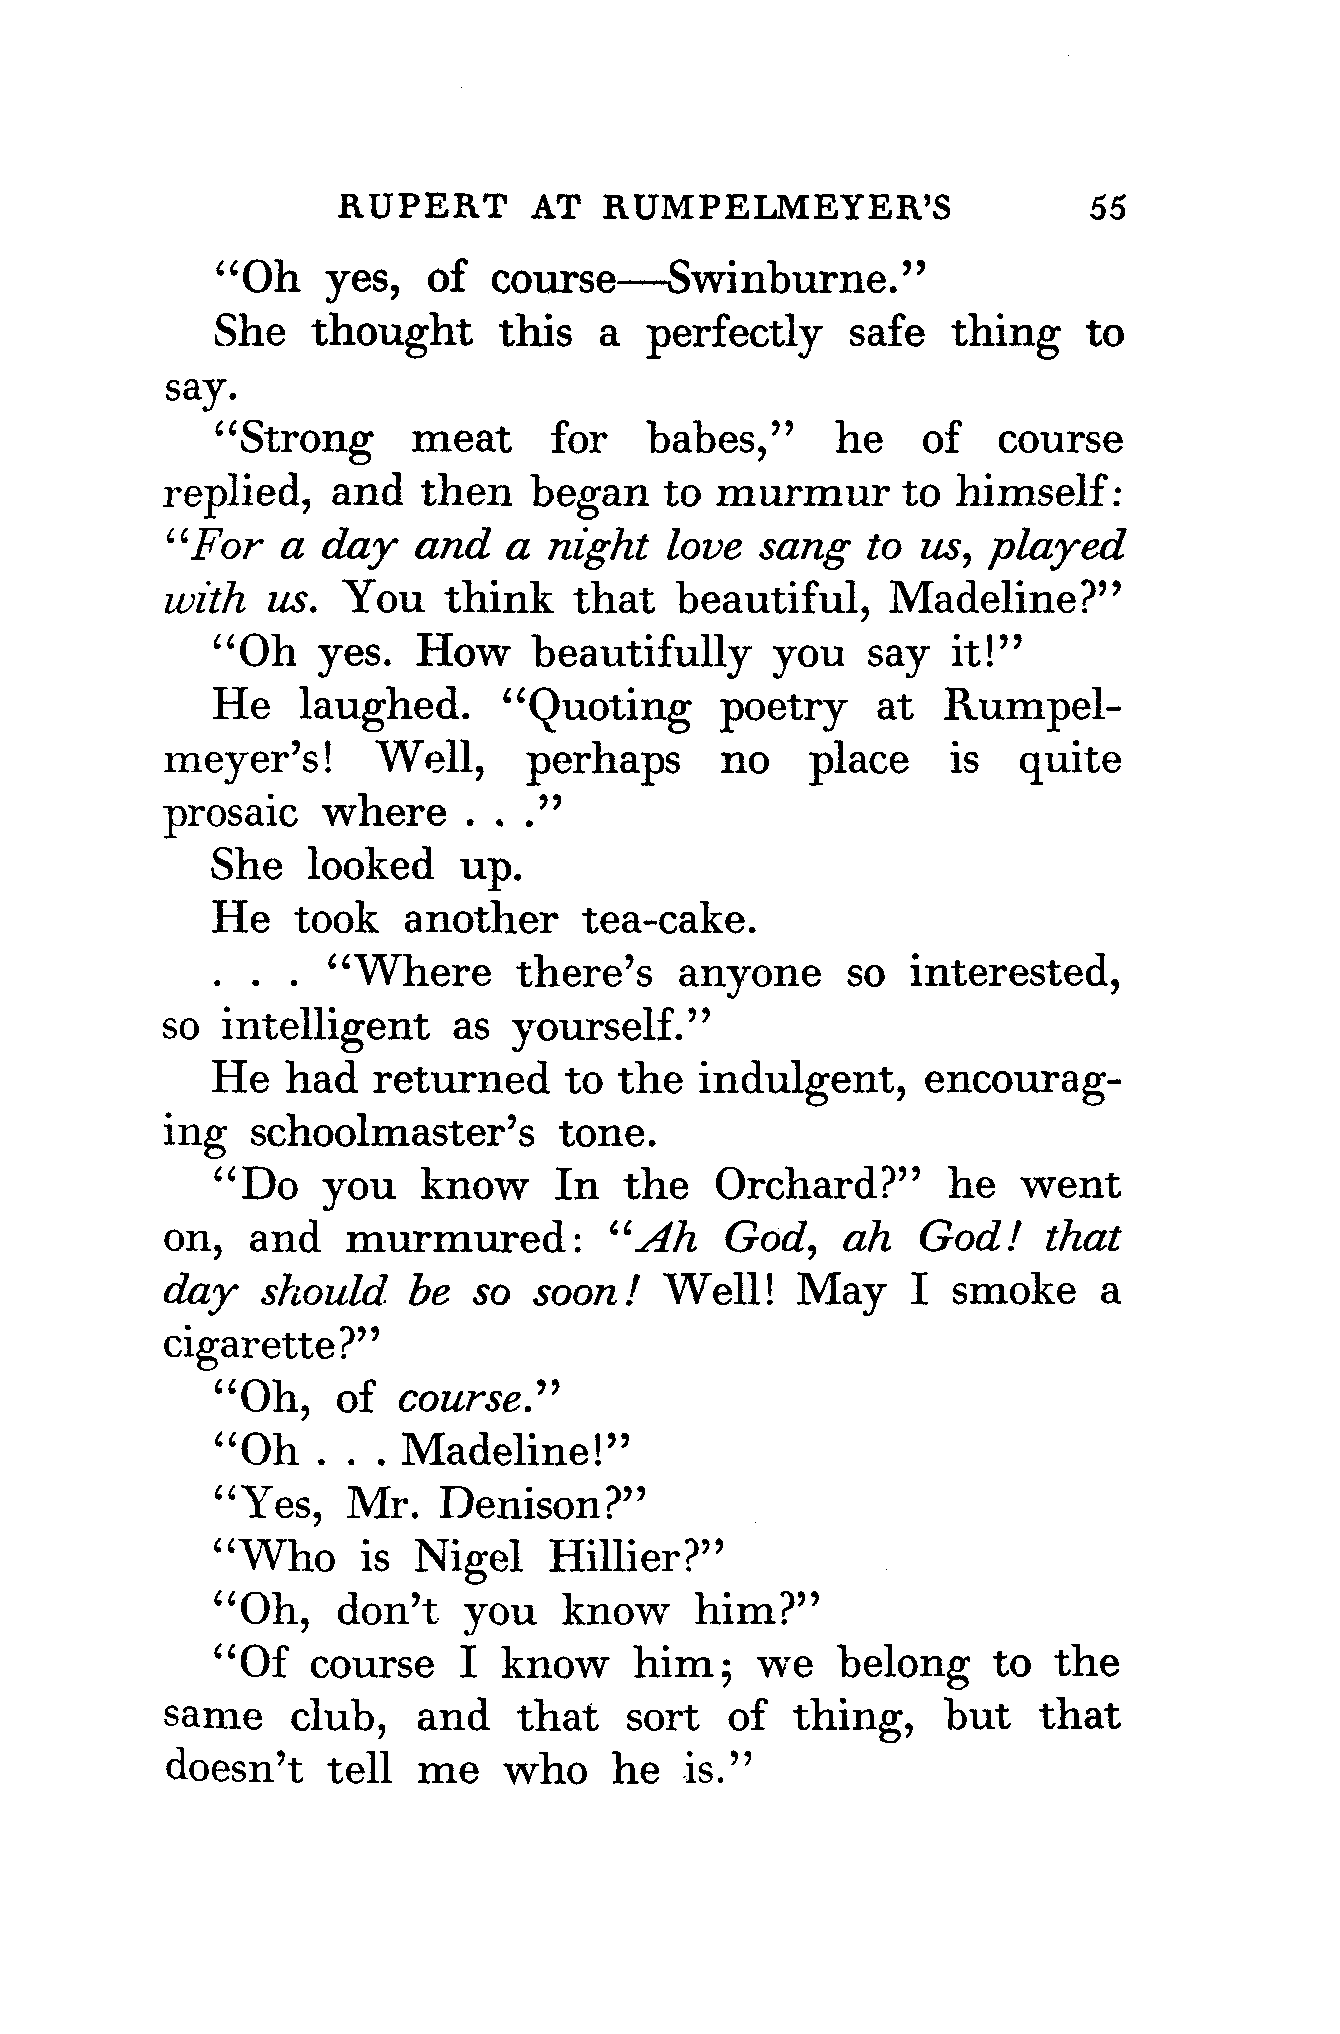 RUPERT AT RUMPELMEYER'S 55
“Oh yes, of course—Swinburne.”
She thought this a perfectly safe thing to
say.
“Strong meat for babes,” he of course
replied, and then began to murmur to himself:
“For a day and a night love sang to us, played
with us. You think that beautiful, Madeline?”
“Oh yes. How beautifully you say it!”
He laughed. “Quoting poetry at Rumpel-
meyer's! Well, perhaps no place is quite
prosaic where . . .”
She looked up.
He took another tea-cake.
. . . “Where there's anyone so interested,
so intelligent as yourself.”
He had returned to the indulgent, encourag-
ing schoolmaster's tone.
“Do you know In the Orchard?” he went
on, and murmured: “Ah God, ah God! that
day should be so soon! Well! May I smoke a
cigarette?”
“Oh, of course.”
“Oh . . . Madeline!”
“Yes, Mr. Denison?”
“Who is Nigel Hillier?”
“Oh, don't you know him?”
“Of course I know him; we belong to the
same club, and that sort of thing, but that
doesn't tell me who he is.”